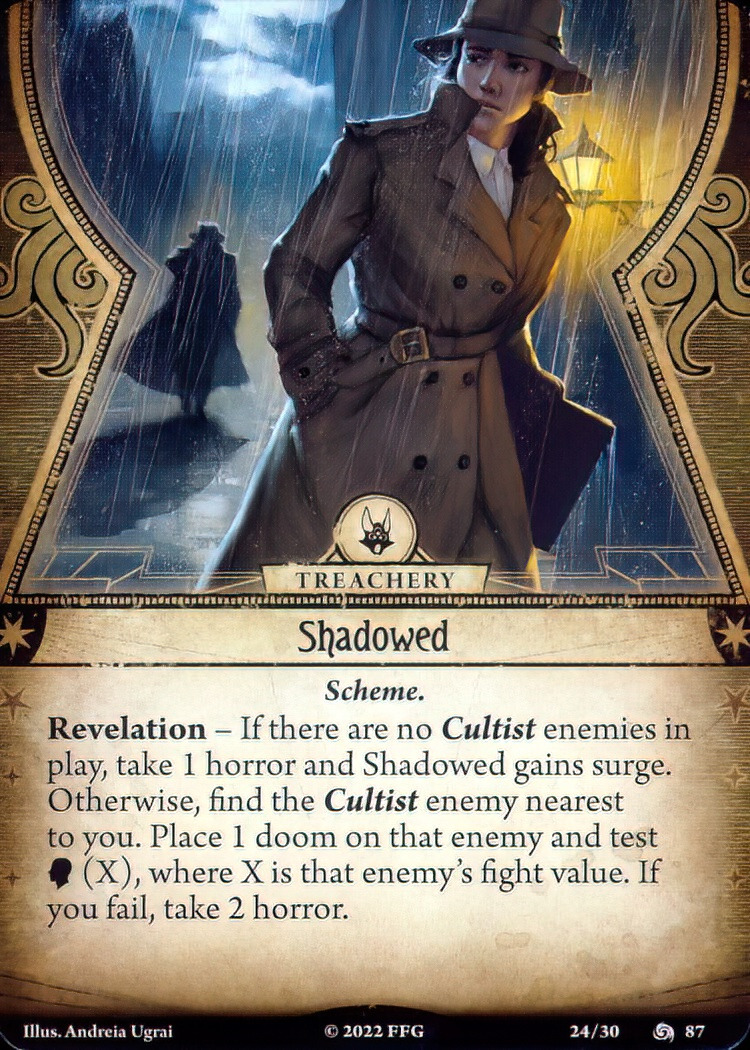 TREACHERY
Shadowed
Scheme.
Revelation – If there are no Cultist enemies in
play, take 1 horror and Shadowed gains surge.
Otherwise, find the Cultist enemy nearest
to you. Place 1 doom on that enemy and test
(X), where X is that enemy's fight value. If
you fail, take 2 horror.
Illus. Andreia Ugrai © 2022 FFG 24/30 87